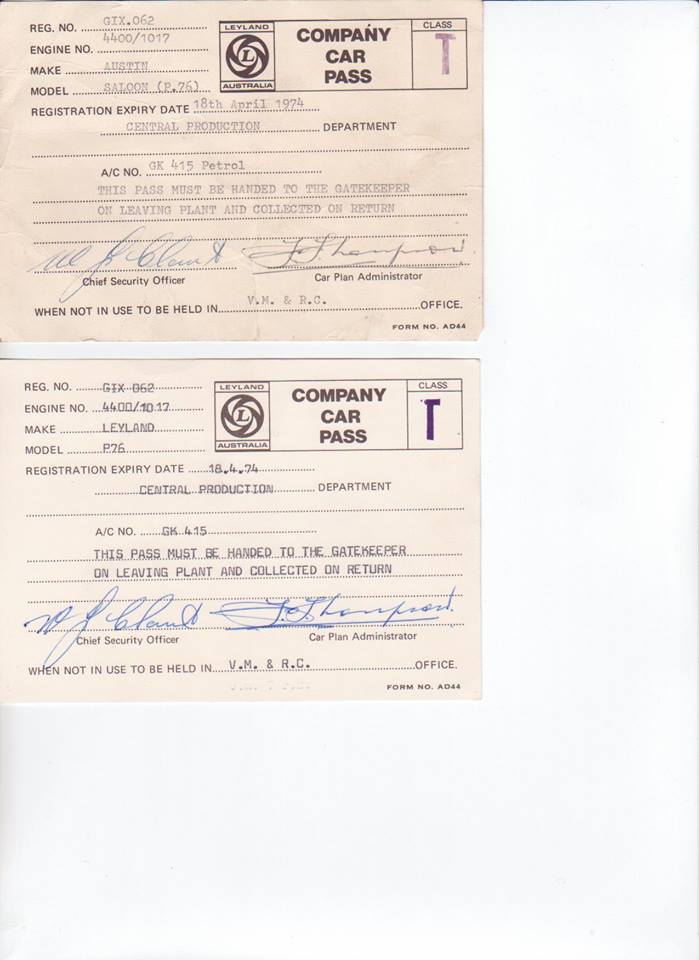 REG. NO. GIX.062
ENGINE NO. 4400/1017
MAKE AUSTIN
MODEL SALOON (P.76)
LEYLAND
L
AUSTRALIA
COMPANY
CAR
PASS
CLASS
T
REGISTRATION EXPIRY DATE 18th April 1974
CENTRAL PRODUCTION DEPARTMENT
A/C NO. GK 415 Petrol
THIS PASS MUST BE HANDED TO THE GATEKEEPER
ON LEAVING PLANT AND COLLECTED ON RETURN
Chief Security Officer
Thompson
Car Plan Administrator
WHEN NOT IN USE TO BE HELD IN V.M. & R.C. OFFICE.
FORM NO. AD44
REG. NO. GIX 062
ENGINE NO. 4400/1017
MAKE LEYLAND
MODEL P76
LEYLAND
L
AUSTRALIA
COMPANY
CAR
PASS
CLASS
T
REGISTRATION EXPIRY DATE 18.4.74
CENTRAL PRODUCTION DEPARTMENT
A/C NO. GK 415
THIS PASS MUST BE HANDED TO THE GATEKEEPER
ON LEAVING PLANT AND COLLECTED ON RETURN
Thompson
Chief Security Officer
Car Plan Administrator
WHEN NOT IN USE TO BE HELD IN V.M. & R.C. OFFICE.
FORM NO. AD44